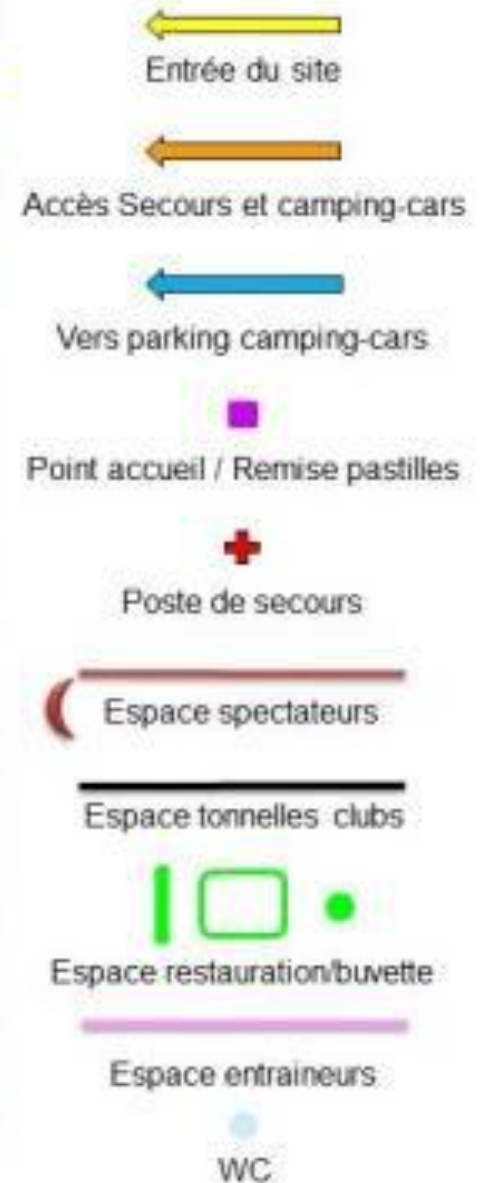 Entrée du site
Accès Secours et camping-cars
Vers parking camping-cars
Point accueil / Remise pastilles
Poste de secours
Espace spectateurs
Espace tonnelles clubs
Espace restauration/buvette
Espace entraineurs
WC